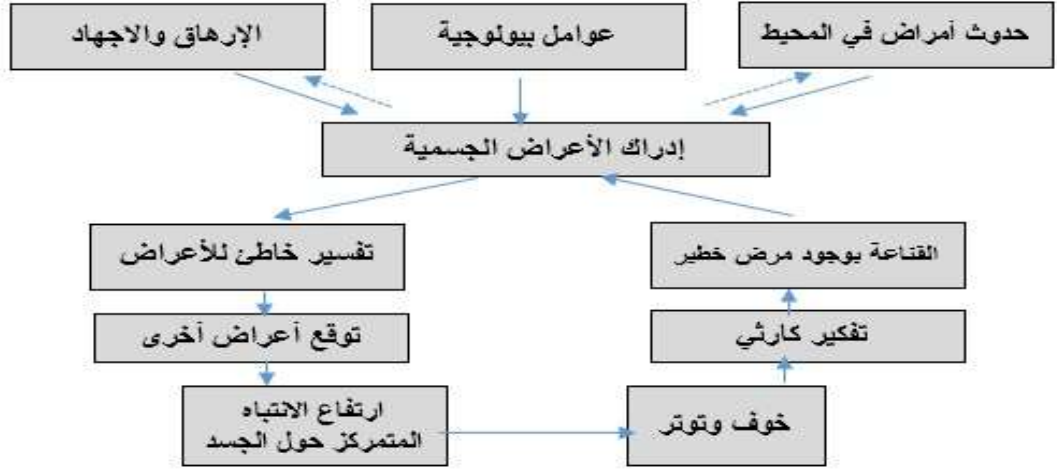 حدوث أمراض في المحيط
عوامل بيولوجية
الإرهاق والاجهاد
إدراك الأعراض الجسمية
تفسير خاطئ للأعراض
توقع أعراض أخرى
ارتفاع الانتباه
المتمركز حول الجسد
خوف وتوتر
تفكير كارثي
القناعة بوجود مرض خطير